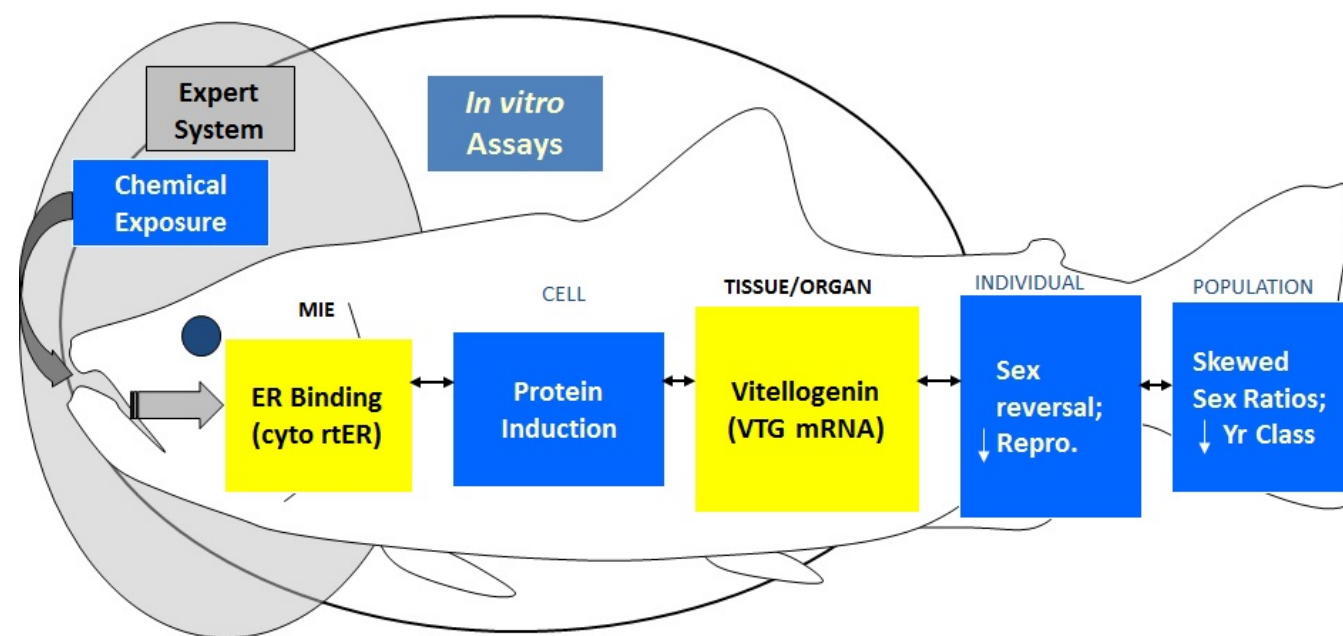 Expert
System
In vitro
Assays
Chemical
Exposure
MIE
CELL
TISSUE/ORGAN
INDIVIDUAL
POPULATION
ER Binding
(cyto rtER)
Protein
Induction
Vitellogenin
(VTG mRNA)
Sex
reversal;
↓ Repro.
Skewed
Sex Ratios;
↓ Yr Class